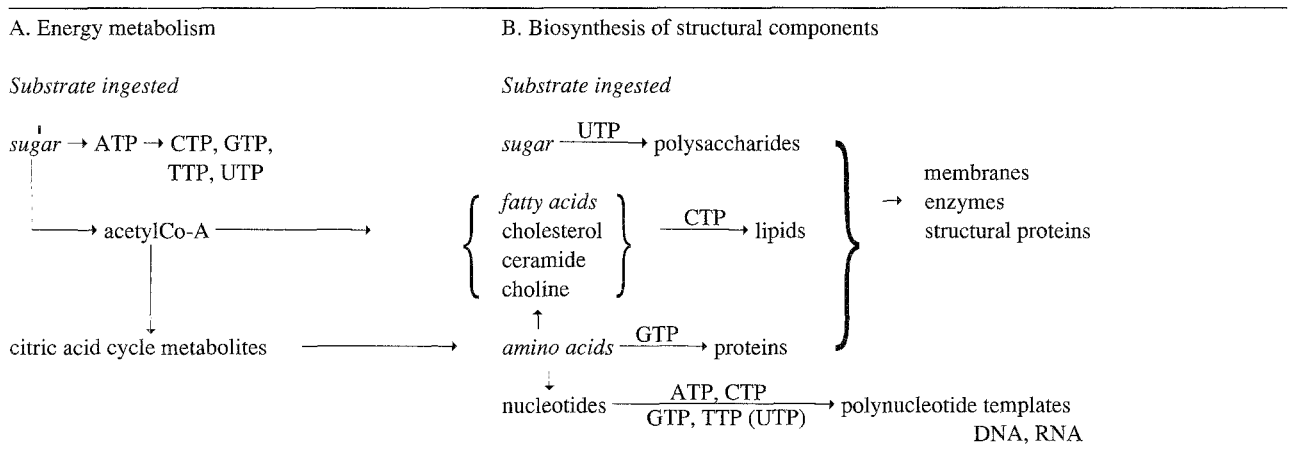 A. Energy metabolism
B. Biosynthesis of structural components
Substrate ingested
Substrate ingested
sugar → ATP → CTP, GTP,
TTP, UTP
acetylCo-A
citric acid cycle metabolites
sugar UTP → polysaccharides
fatty acids
cholesterol
ceramide
choline
CTP → lipids
amino acids GTP → proteins
nucleotides ATP, CTP
GTP, TTP (UTP) → polynucleotide templates
DNA, RNA
→ membranes
enzymes
structural proteins